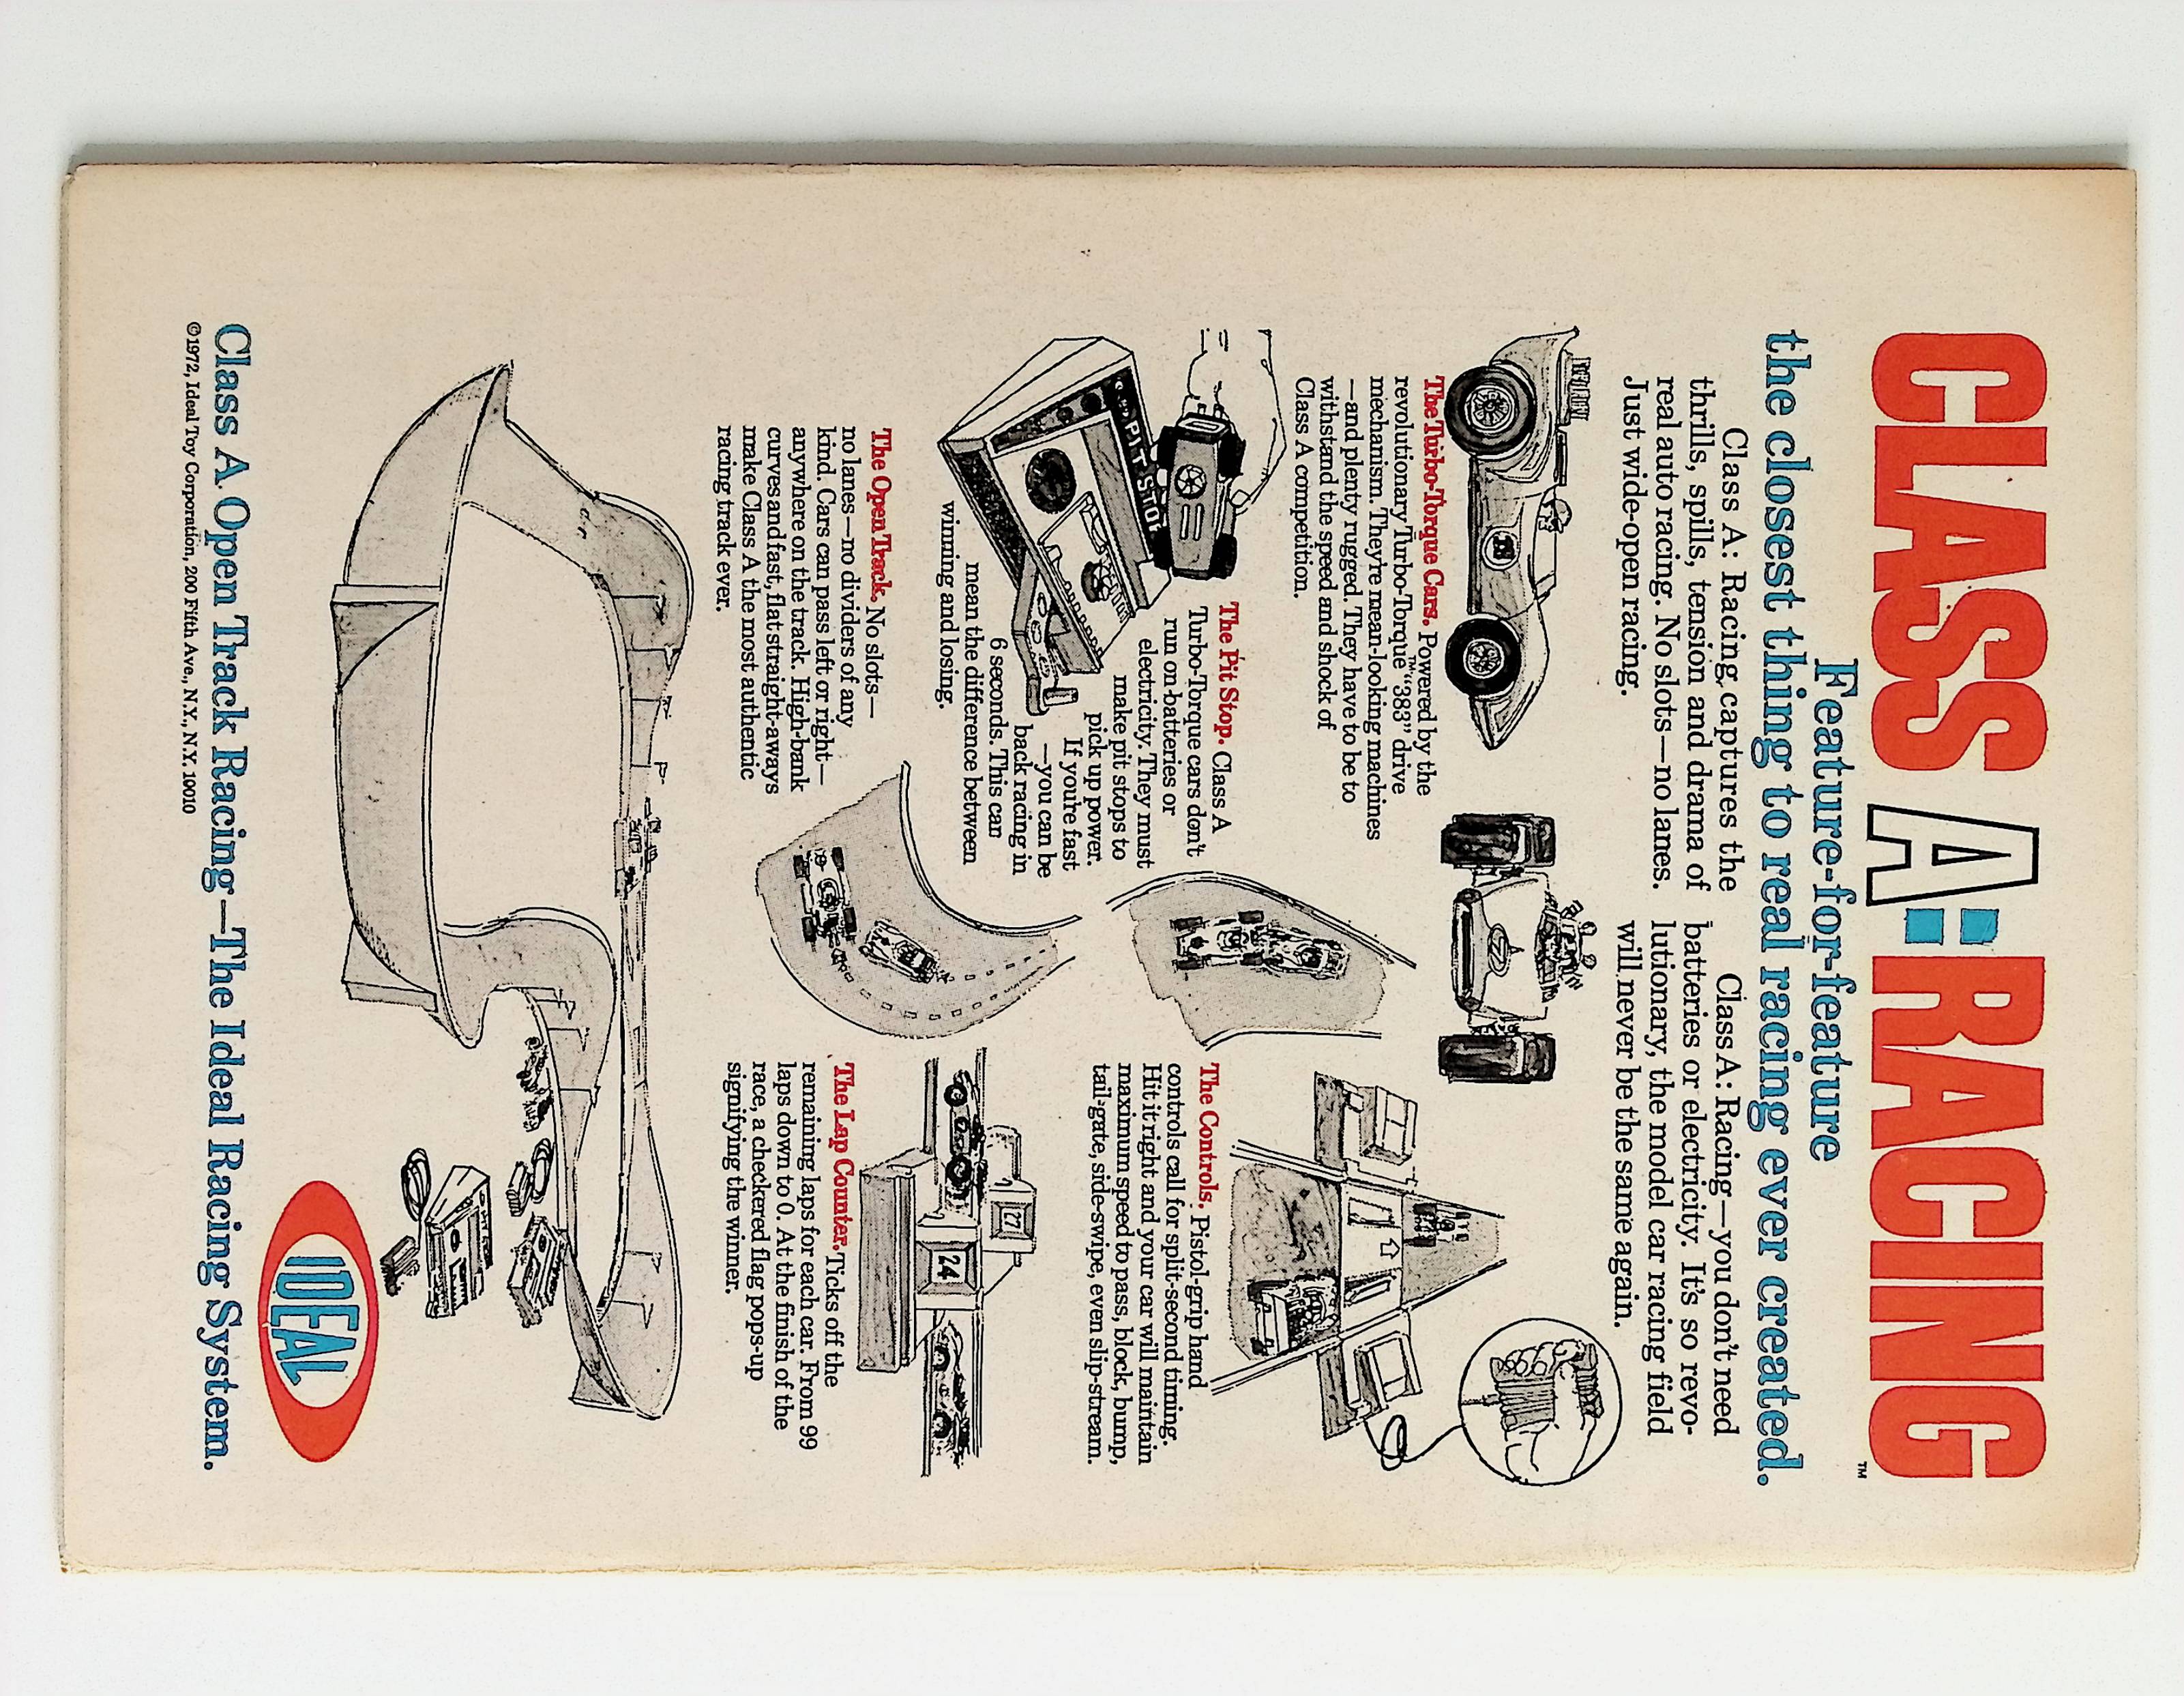 CLASS A: RACING™
Feature-for-feature
the closest thing to real racing ever created.
Class A: Racing captures the
thrills, spills, tension and drama of
real auto racing. No slots—no lanes.
Just wide-open racing.
Class A: Racing—you don't need
batteries or electricity. It's so revo-
lutionary, the model car racing field
will never be the same again.
The Turbo-Torque Cars. Powered by the
revolutionary Turbo-Torque™ "383" drive
mechanism. They're mean-looking machines
—and plenty rugged. They have to be to
withstand the speed and shock of
Class A competition.
PIT STOP
The Pit Stop. Class A
Turbo-Torque cars don't
run on batteries or
electricity. They must
make pit stops to
pick up power.
If you're fast
—you can be
back racing in
6 seconds. This can
mean the difference between
winning and losing.
The Controls. Pistol-grip hand
controls call for split-second timing.
Hit it right and your car will maintain
maximum speed to pass, block, bump,
tail-gate, side-swipe, even slip-stream.
The Open Track. No slots—
no lanes—no dividers of any
kind. Cars can pass left or right—
anywhere on the track. High-bank
curves and fast, flat straight-aways
make Class A the most authentic
racing track ever.
27
24
The Lap Counter. Ticks off the
remaining laps for each car. From 99
laps down to 0. At the finish of the
race, a checkered flag pops-up
signifying the winner.
IDEAL
Class A Open Track Racing—The Ideal Racing System.
©1972, Ideal Toy Corporation, 200 Fifth Ave., N.Y., N.Y. 10010